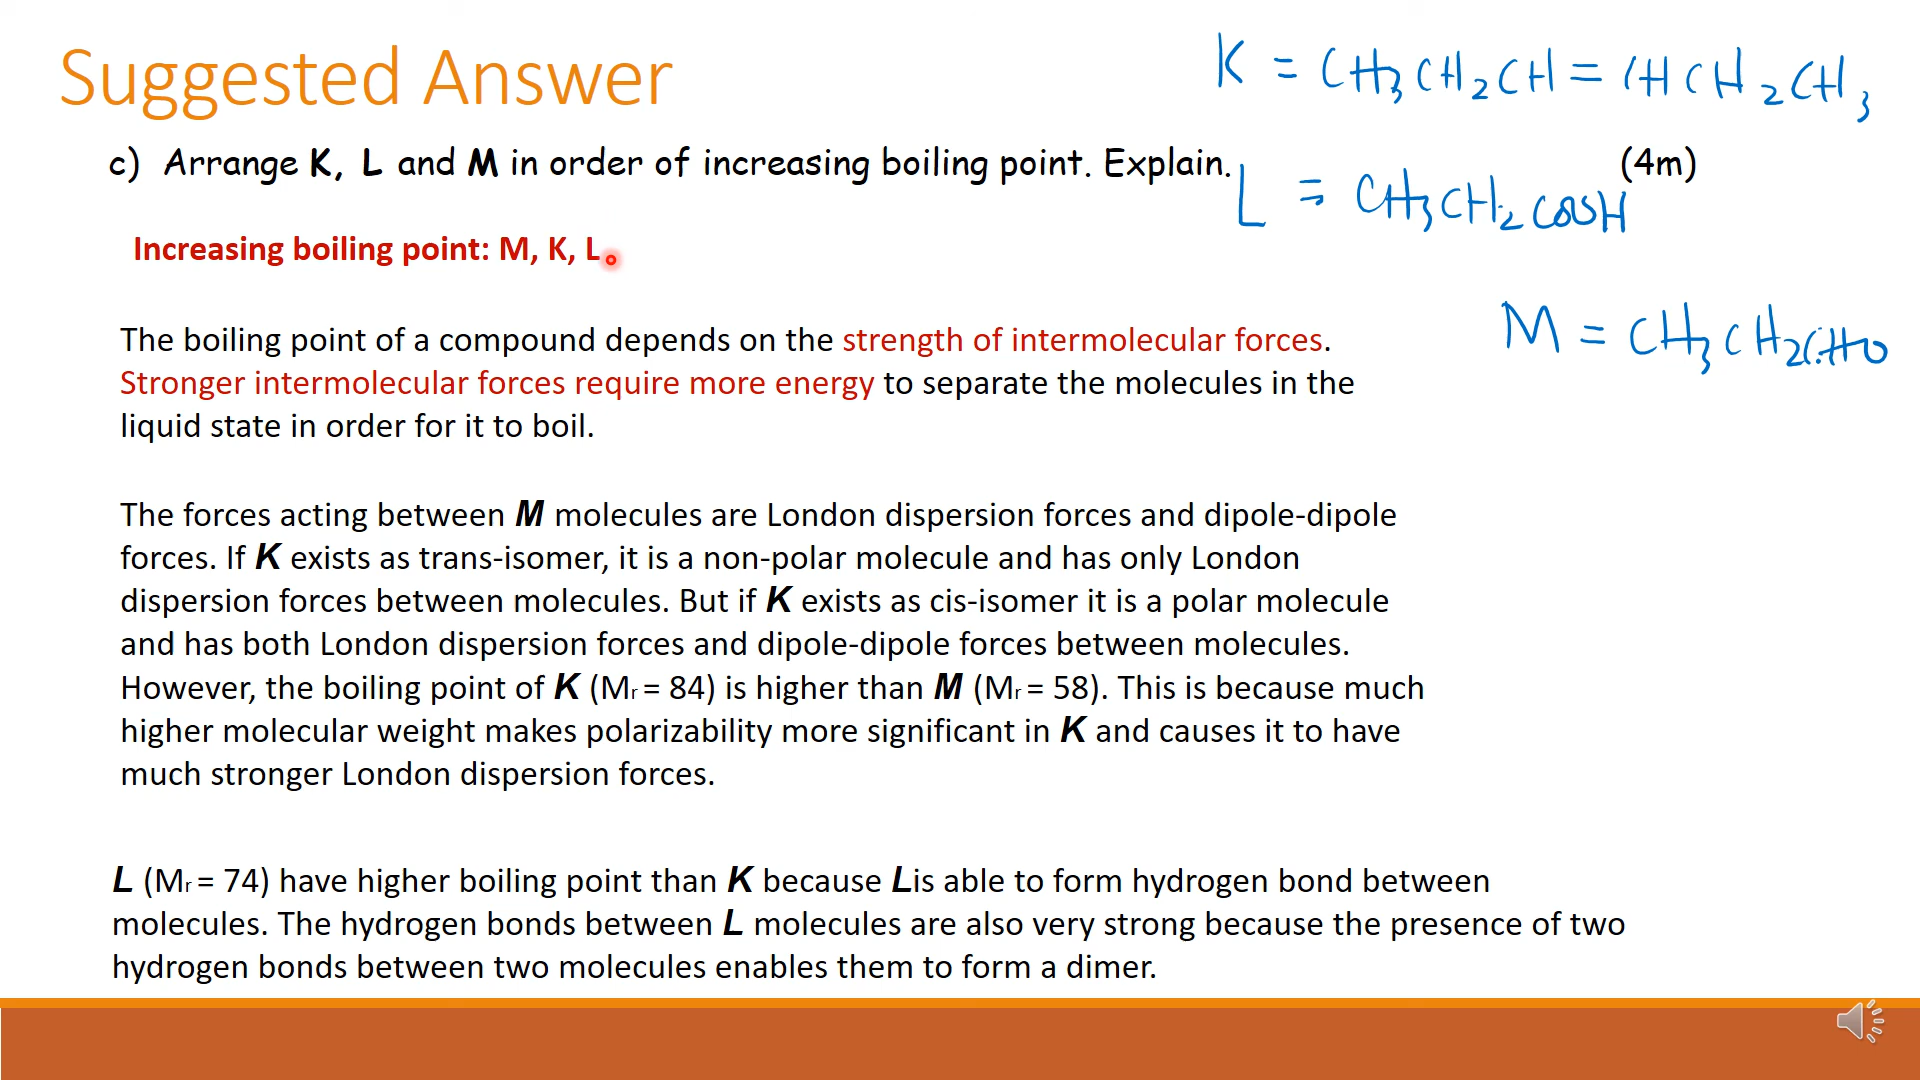 Suggested Answer
K = CH3CH2CH=CHCH2CH3
c) Arrange K, L and M in order of increasing boiling point. Explain. (4m)
L = CH3CH2COOH
Increasing boiling point: M, K, L
M = CH3CH2CHO
The boiling point of a compound depends on the strength of intermolecular forces.
Stronger intermolecular forces require more energy to separate the molecules in the
liquid state in order for it to boil.
The forces acting between M molecules are London dispersion forces and dipole-dipole
forces. If K exists as trans-isomer, it is a non-polar molecule and has only London
dispersion forces between molecules. But if K exists as cis-isomer it is a polar molecule
and has both London dispersion forces and dipole-dipole forces between molecules.
However, the boiling point of K (Mr = 84) is higher than M (Mr = 58). This is because much
higher molecular weight makes polarizability more significant in K and causes it to have
much stronger London dispersion forces.
L (Mr = 74) have higher boiling point than K because Lis able to form hydrogen bond between
molecules. The hydrogen bonds between L molecules are also very strong because the presence of two
hydrogen bonds between two molecules enables them to form a dimer.